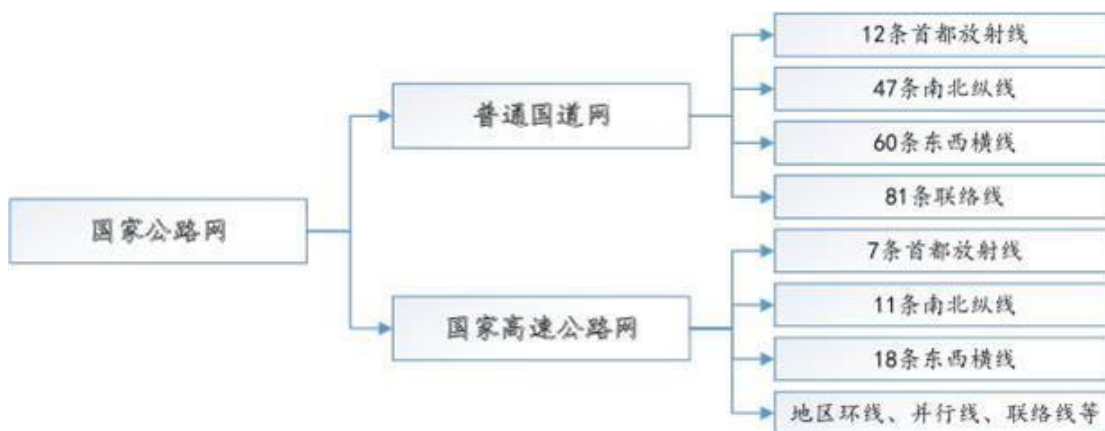 12条首都放射线
47条南北纵线
普通国道网
60条东西横线
81条联络线
国家公路网
7条首都放射线
11条南北纵线
国家高速公路网
18条东西横线
地区环线、并行线、联络线等